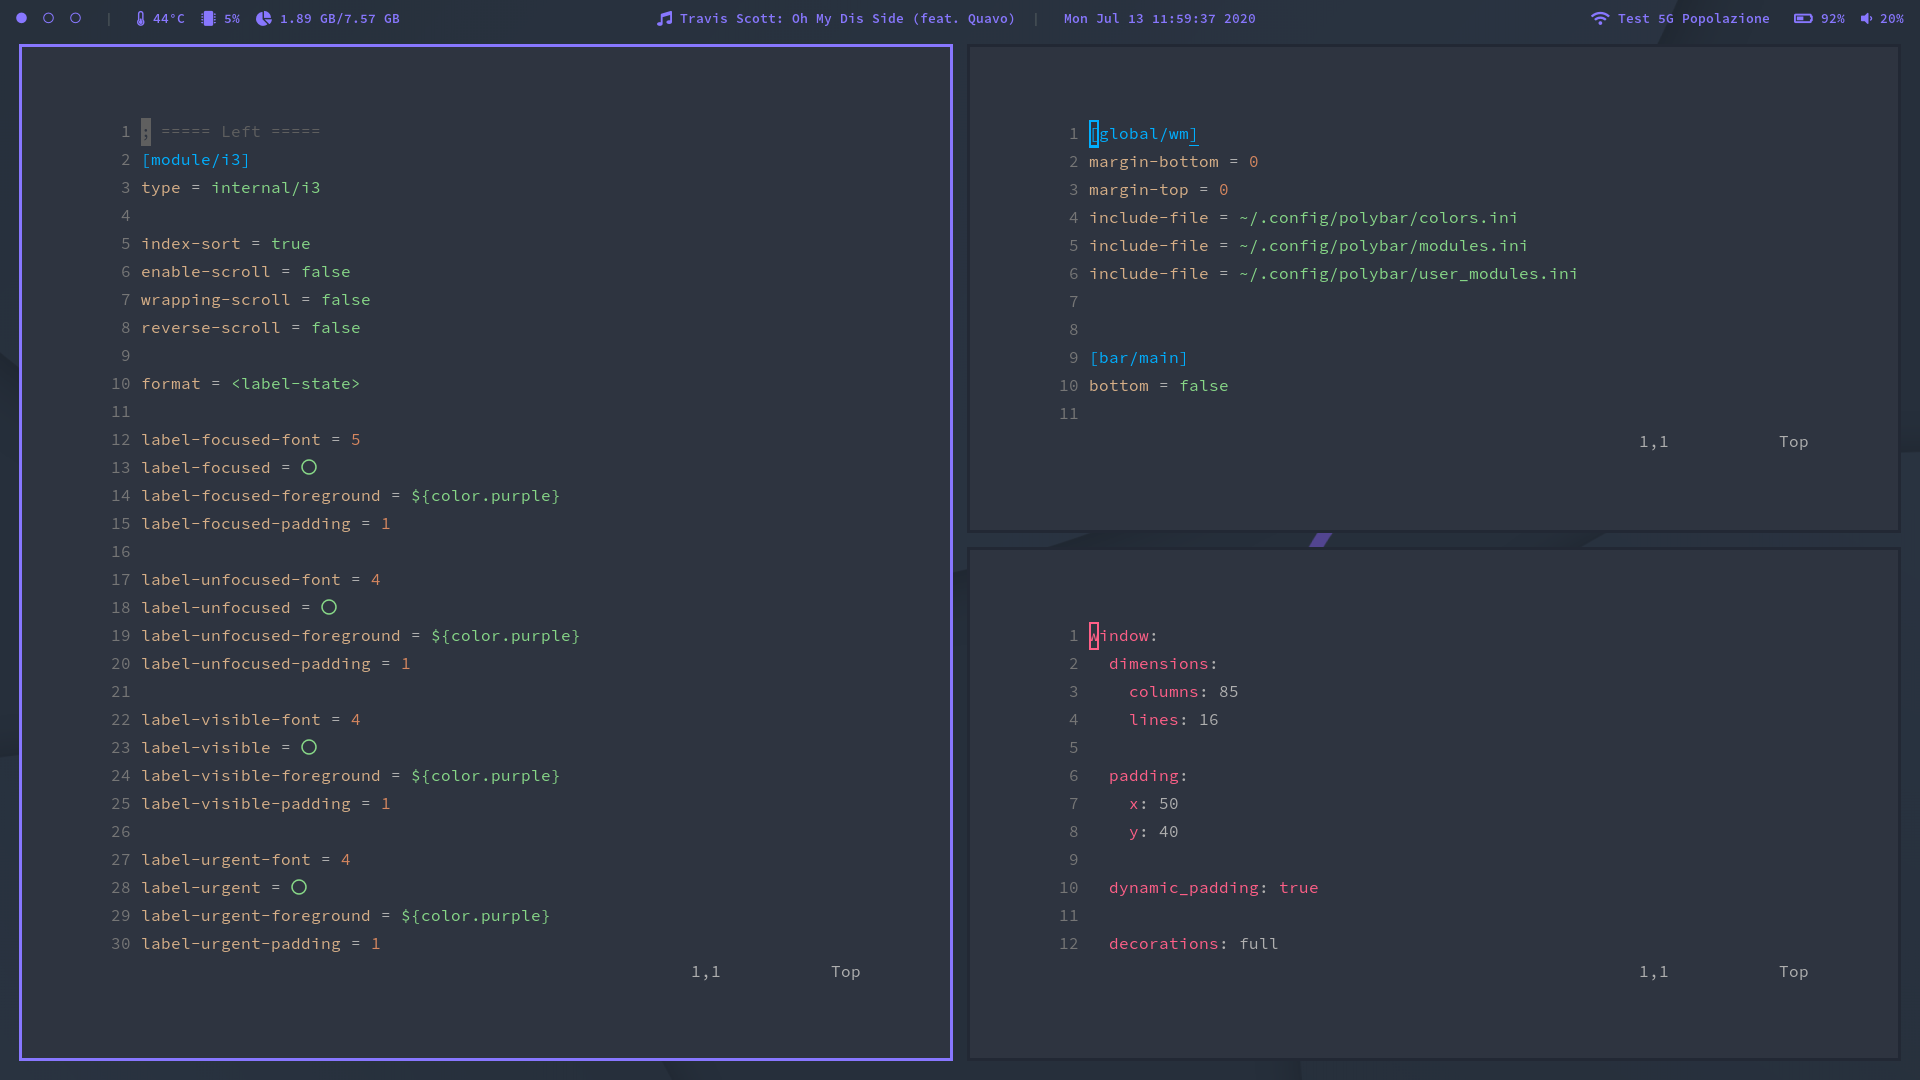 44°C 5% 1.89 GB/7.57 GB
Travis Scott: Oh My Dis Side (feat. Quavo) | Mon Jul 13 11:59:37 2020
Test 5G Popolazione 92% 20%
1 ; ===== Left =====
2 [module/i3]
3 type = internal/i3
4
5 index-sort = true
6 enable-scroll = false
7 wrapping-scroll = false
8 reverse-scroll = false
9
10 format = <label-state>
11
12 label-focused-font = 5
13 label-focused = ○
14 label-focused-foreground = ${color.purple}
15 label-focused-padding = 1
16
17 label-unfocused-font = 4
18 label-unfocused = ○
19 label-unfocused-foreground = ${color.purple}
20 label-unfocused-padding = 1
21
22 label-visible-font = 4
23 label-visible = ○
24 label-visible-foreground = ${color.purple}
25 label-visible-padding = 1
26
27 label-urgent-font = 4
28 label-urgent = ○
29 label-urgent-foreground = ${color.purple}
30 label-urgent-padding = 1
1,1 Top
1 [global/wm]
2 margin-bottom = 0
3 margin-top = 0
4 include-file = ~/.config/polybar/colors.ini
5 include-file = ~/.config/polybar/modules.ini
6 include-file = ~/.config/polybar/user_modules.ini
7
8
9 [bar/main]
10 bottom = false
11
1,1 Top
1 window:
2 dimensions:
3 columns: 85
4 lines: 16
5
6 padding:
7 x: 50
8 y: 40
9
10 dynamic_padding: true
11
12 decorations: full
1,1 Top